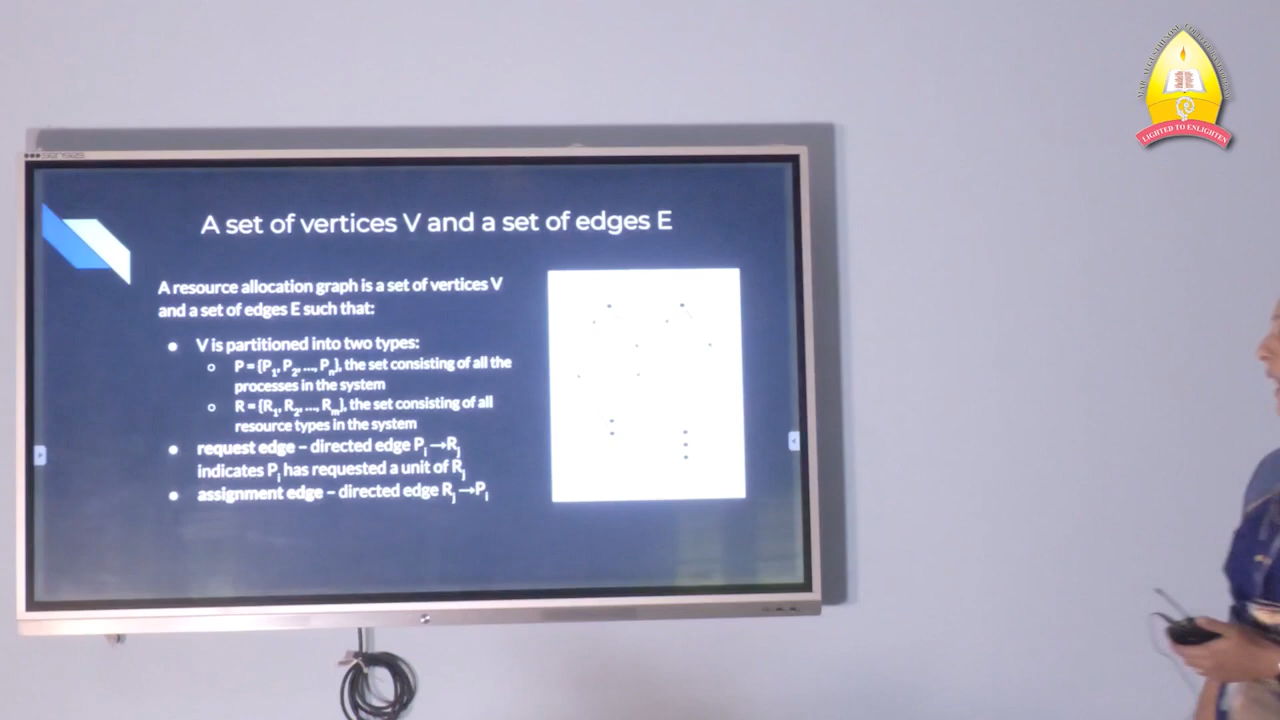 A set of vertices V and a set of edges E
A resource allocation graph is a set of vertices V
and a set of edges E such that:
V is partitioned into two types:
P = {P1, P2, ..., Pn}, the set consisting of all the
processes in the system
R = {R1, R2, ..., Rm}, the set consisting of all
resource types in the system
request edge – directed edge Pi →Rj
indicates Pi has requested a unit of Rj
assignment edge – directed edge Rj →Pi
LIGHTED TO ENLIGHTEN